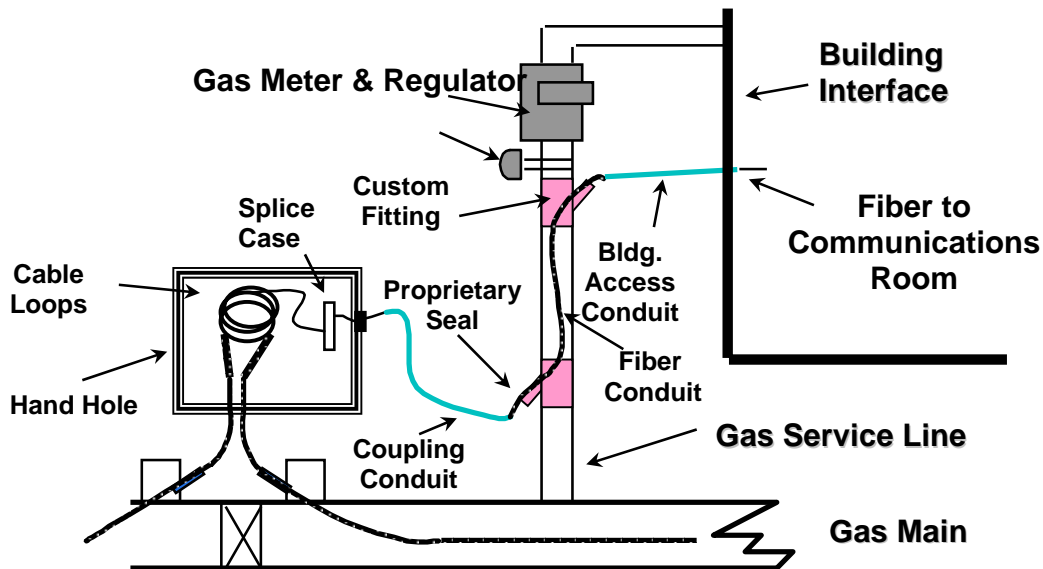 Gas Meter & Regulator
Building
Interface
Custom
Fitting
Splice
Case
Fiber to
Communications
Room
Bldg.
Access
Conduit
Cable
Loops
Proprietary
Seal
Fiber
Conduit
Hand Hole
Coupling
Conduit
Gas Service Line
Gas Main